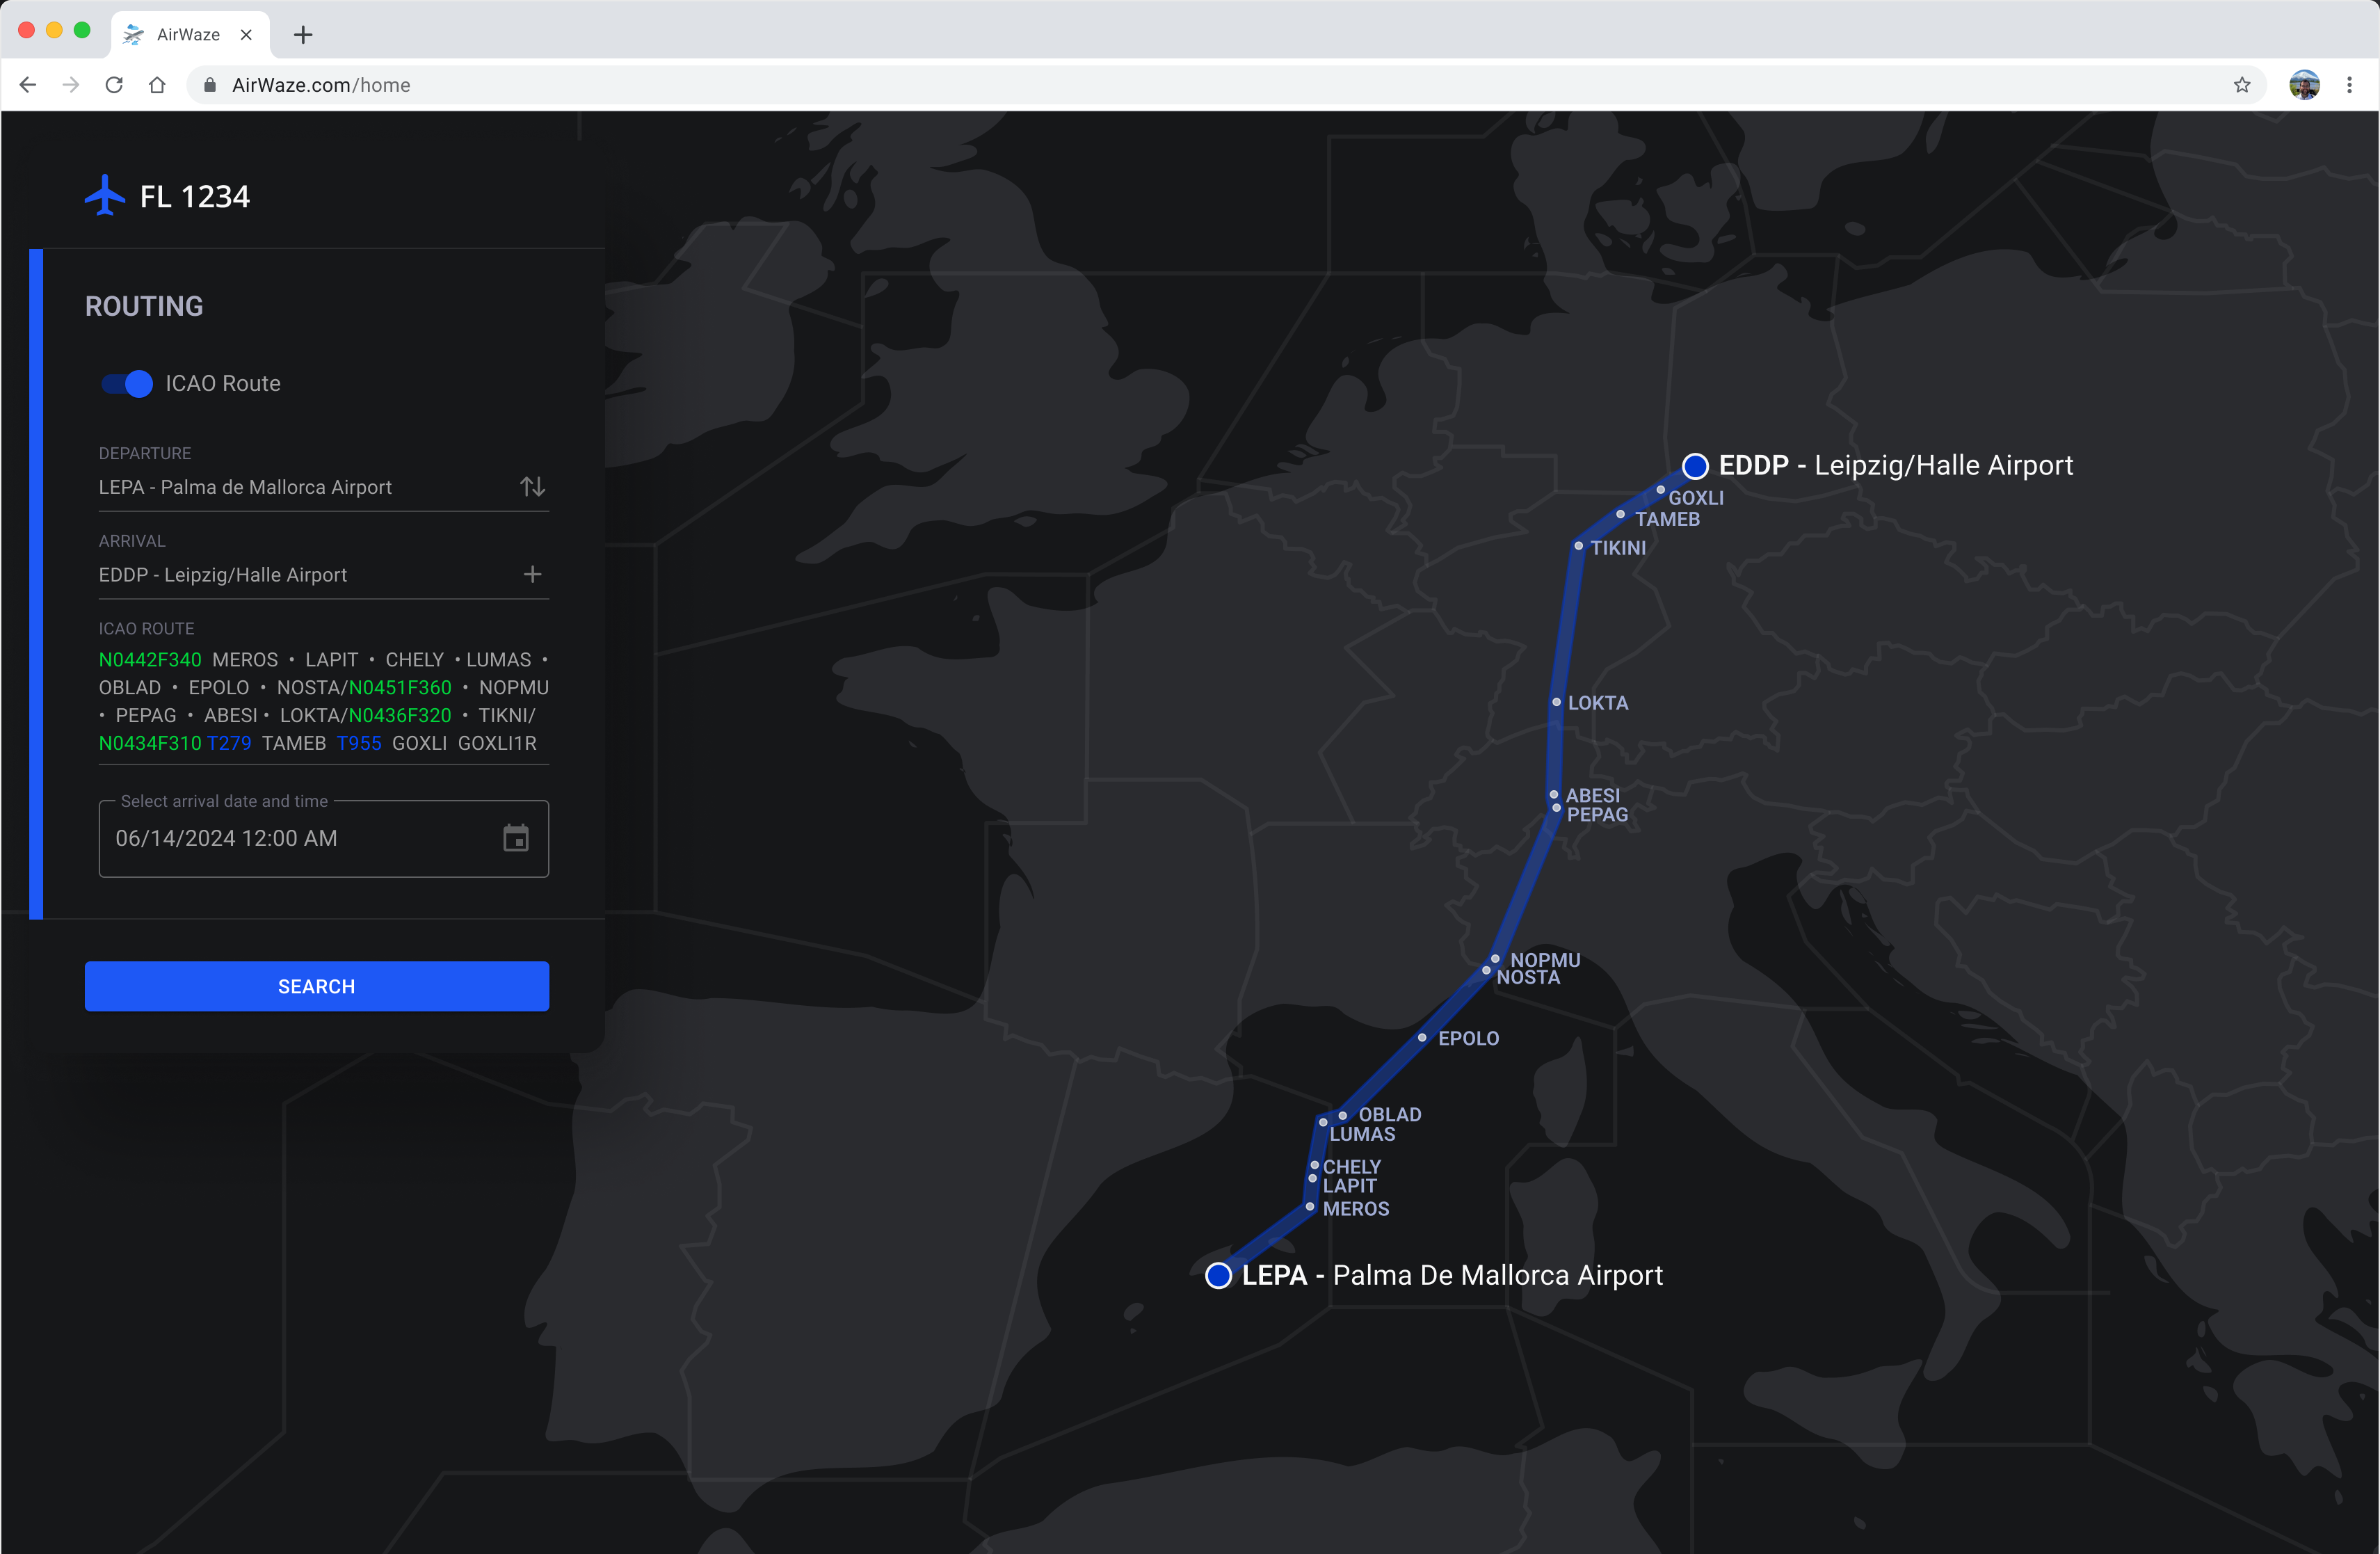 AirWaze
AirWaze.com/home
FL 1234
ROUTING
ICAO Route
DEPARTURE
LEPA - Palma de Mallorca Airport
ARRIVAL
EDDP - Leipzig/Halle Airport
ICAO ROUTE
N0442F340 MEROS • LAPIT • CHELY • LUMAS •
OBLAD • EPOLO • NOSTA/N0451F360 • NOPMU
• PEPAG • ABESI • LOKTA/N0436F320 • TIKNI/
N0434F310 T279 TAMEB T955 GOXLI GOXLI1R
Select arrival date and time
06/14/2024 12:00 AM
SEARCH
EDDP - Leipzig/Halle Airport
GOXLI
TAMEB
TIKINI
LOKTA
ABESI
PEPAG
NOPMU
NOSTA
EPOLO
OBLAD
LUMAS
CHELY
LAPIT
MEROS
LEPA - Palma De Mallorca Airport